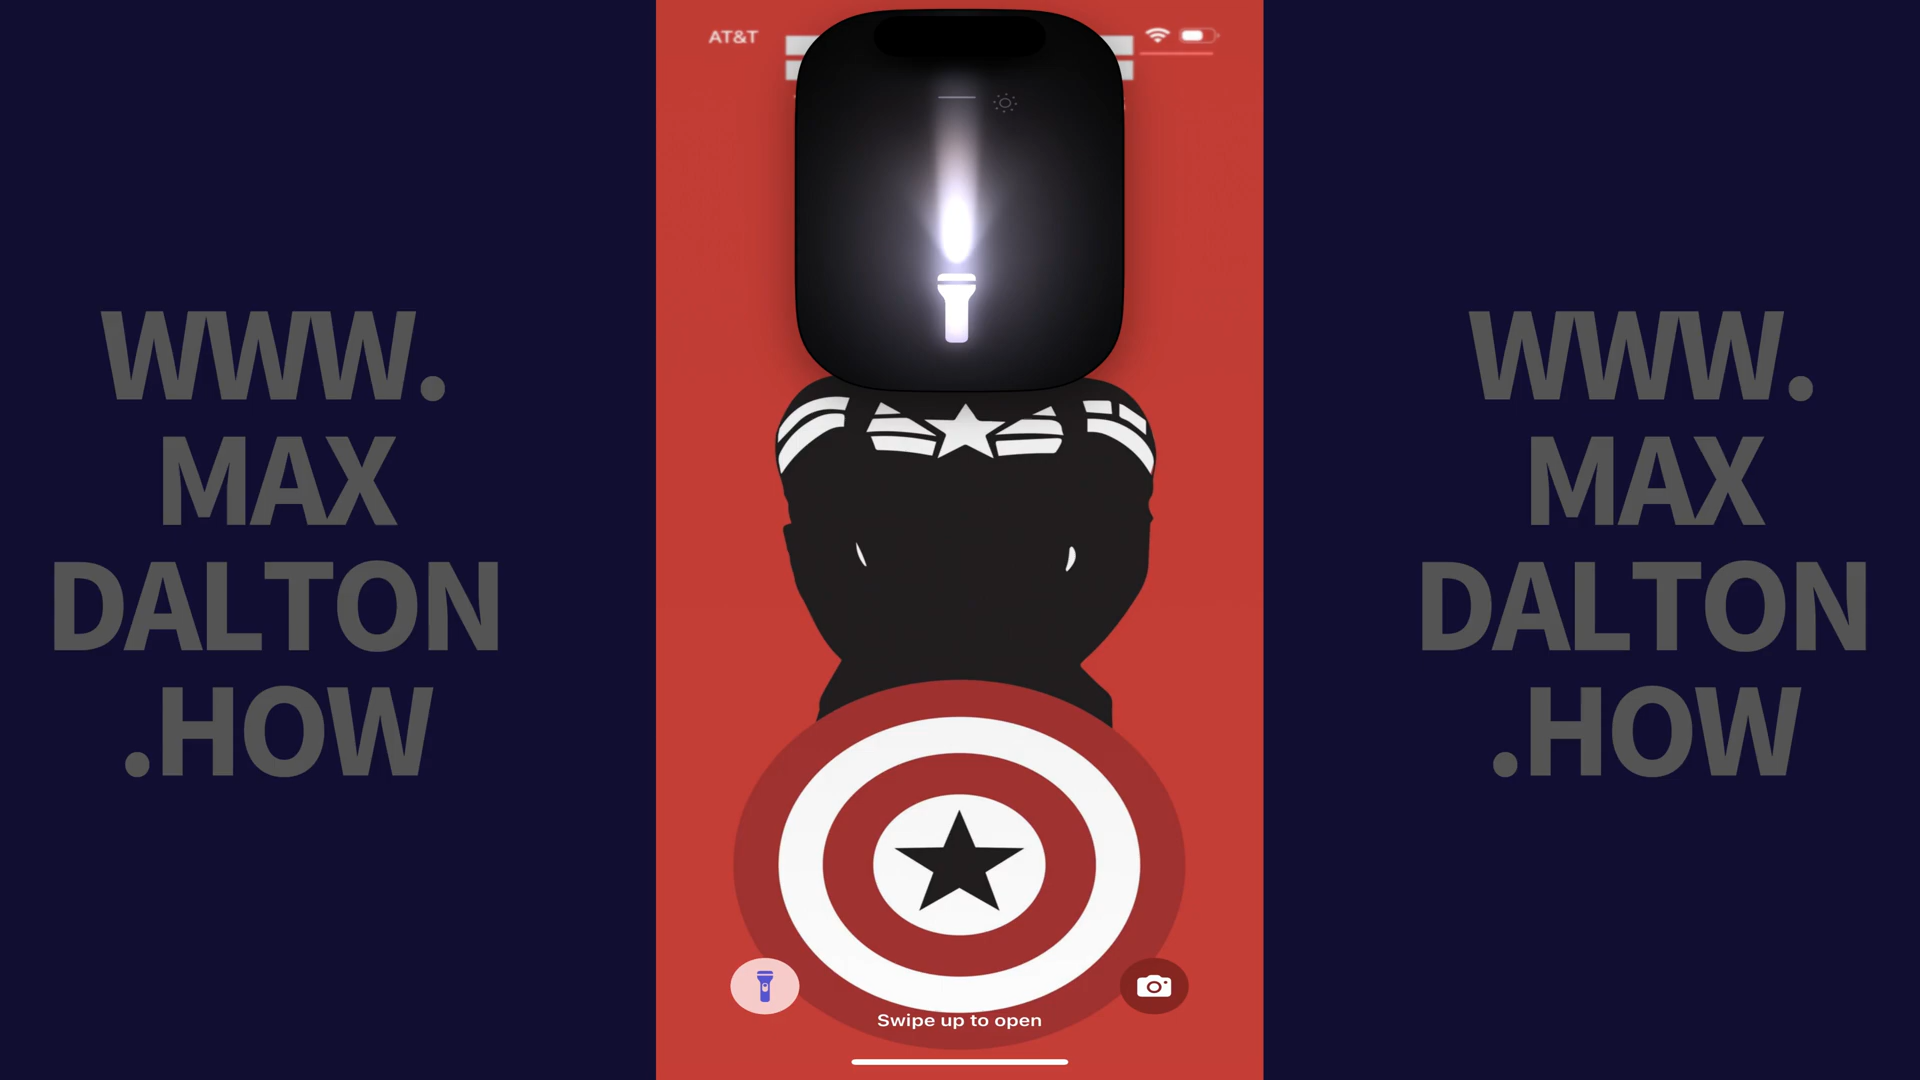 AT&T
WWW.
MAX
DALTON
.HOW
WWW.
MAX
DALTON
.HOW
Swipe up to open